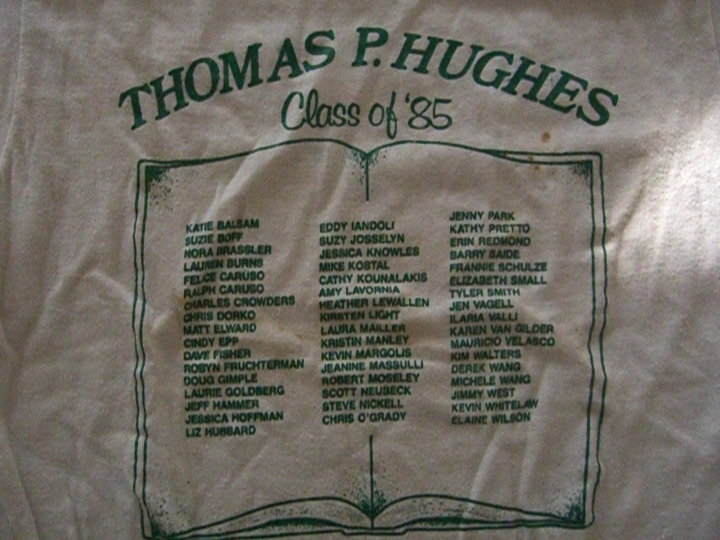 THOMAS P. HUGHES
Class of '85
KATIE BALSAM
SUZIE BOFF
NORA BRASSLER
LAUREN BURNS
FELICE CARUSO
RALPH CARUSO
CHARLES CROWDERS
CHRIS DORKO
MATT ELWARD
CINDY EPP
DAVE FISHER
ROBYN FRUCHTERMAN
DOUG GIMPLE
LAURIE GOLDBERG
JEFF HAMMER
JESSICA HOFFMAN
LIZ HUBBARD
EDDY IANDOLI
SUZY JOSSELYN
JESSICA KNOWLES
MIKE KOSTAL
CATHY KOUNALAKIS
AMY LAVORNIA
HEATHER LEWALLEN
KIRSTEN LIGHT
LAURA MAILLER
KRISTIN MANLEY
KEVIN MARGOLIS
JEANINE MASSULLI
ROBERT MOSELEY
SCOTT NEUBECK
STEVE NICKELL
CHRIS O'GRADY
JENNY PARK
KATHY PRETTO
ERIN REDMOND
BARRY SAIDE
FRANNIE SCHULZE
ELIZABETH SMALL
TYLER SMITH
JEN VAGELL
ILARIA VALLI
KAREN VAN GILDER
MAURICIO VELASCO
KIM WALTERS
DEREK WANG
MICHELE WANG
JIMMY WEST
KEVIN WHITELAW
ELAINE WILSON